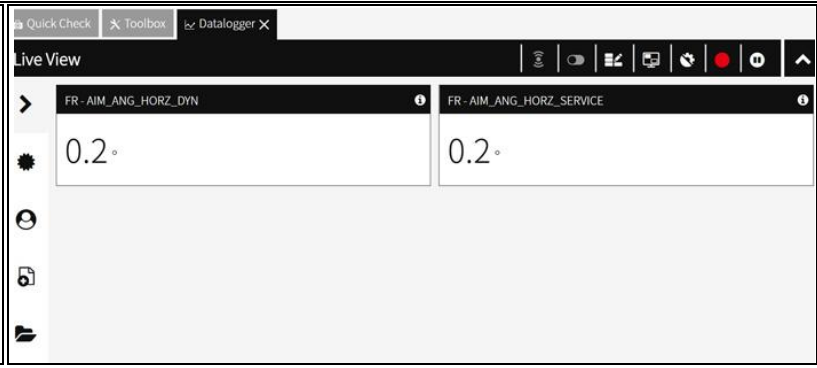 Quick Check Toolbox Datalogger X
Live View
FR - AIM_ANG_HORZ_DYN
FR - AIM_ANG_HORZ_SERVICE
0.2°
0.2°